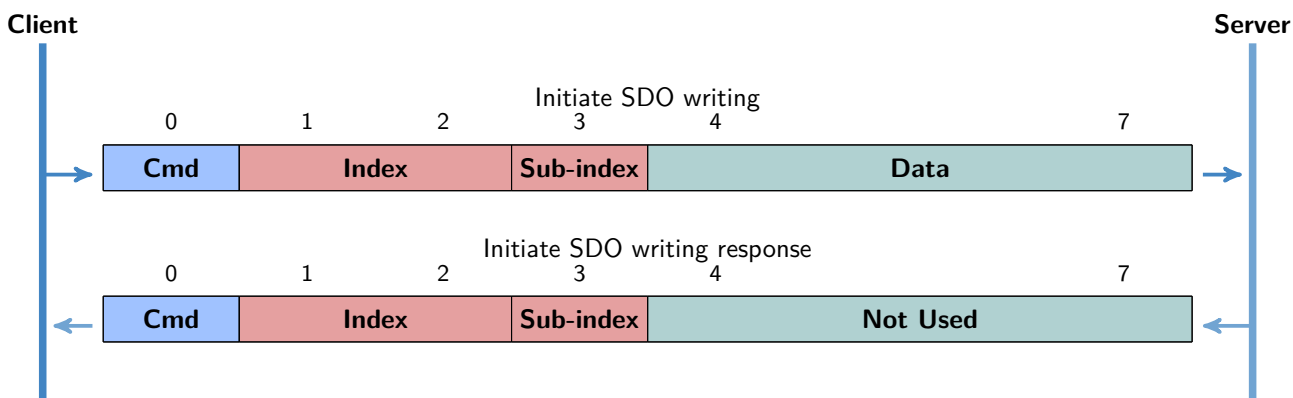 Client Server
Initiate SDO writing
0 1 2 3 4 7
Cmd Index Sub-index Data
Initiate SDO writing response
0 1 2 3 4 7
Cmd Index Sub-index Not Used